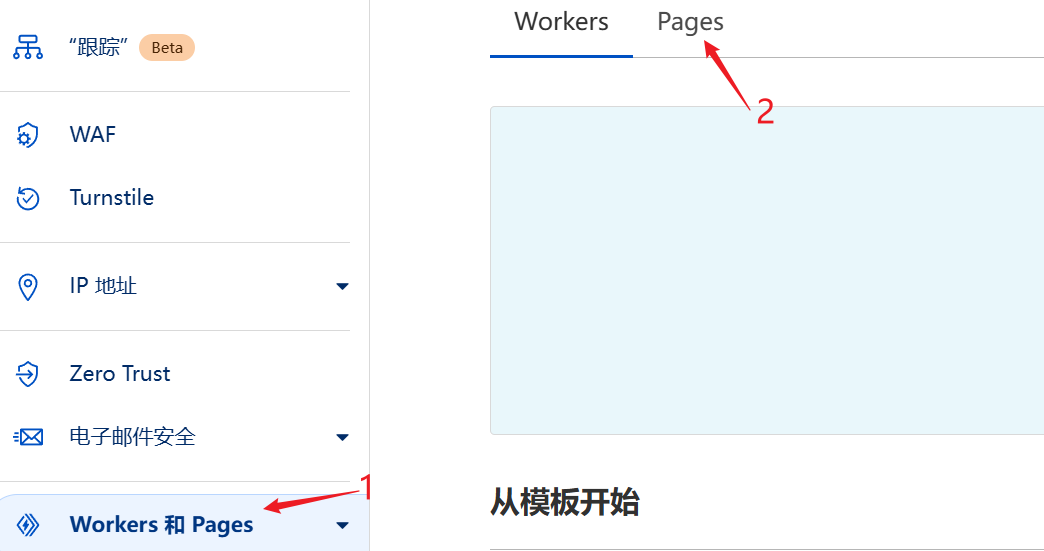 “跟踪” Beta
WAF
Turnstile
IP 地址
Zero Trust
电子邮件安全
1
Workers 和 Pages
Workers Pages
2
从模板开始